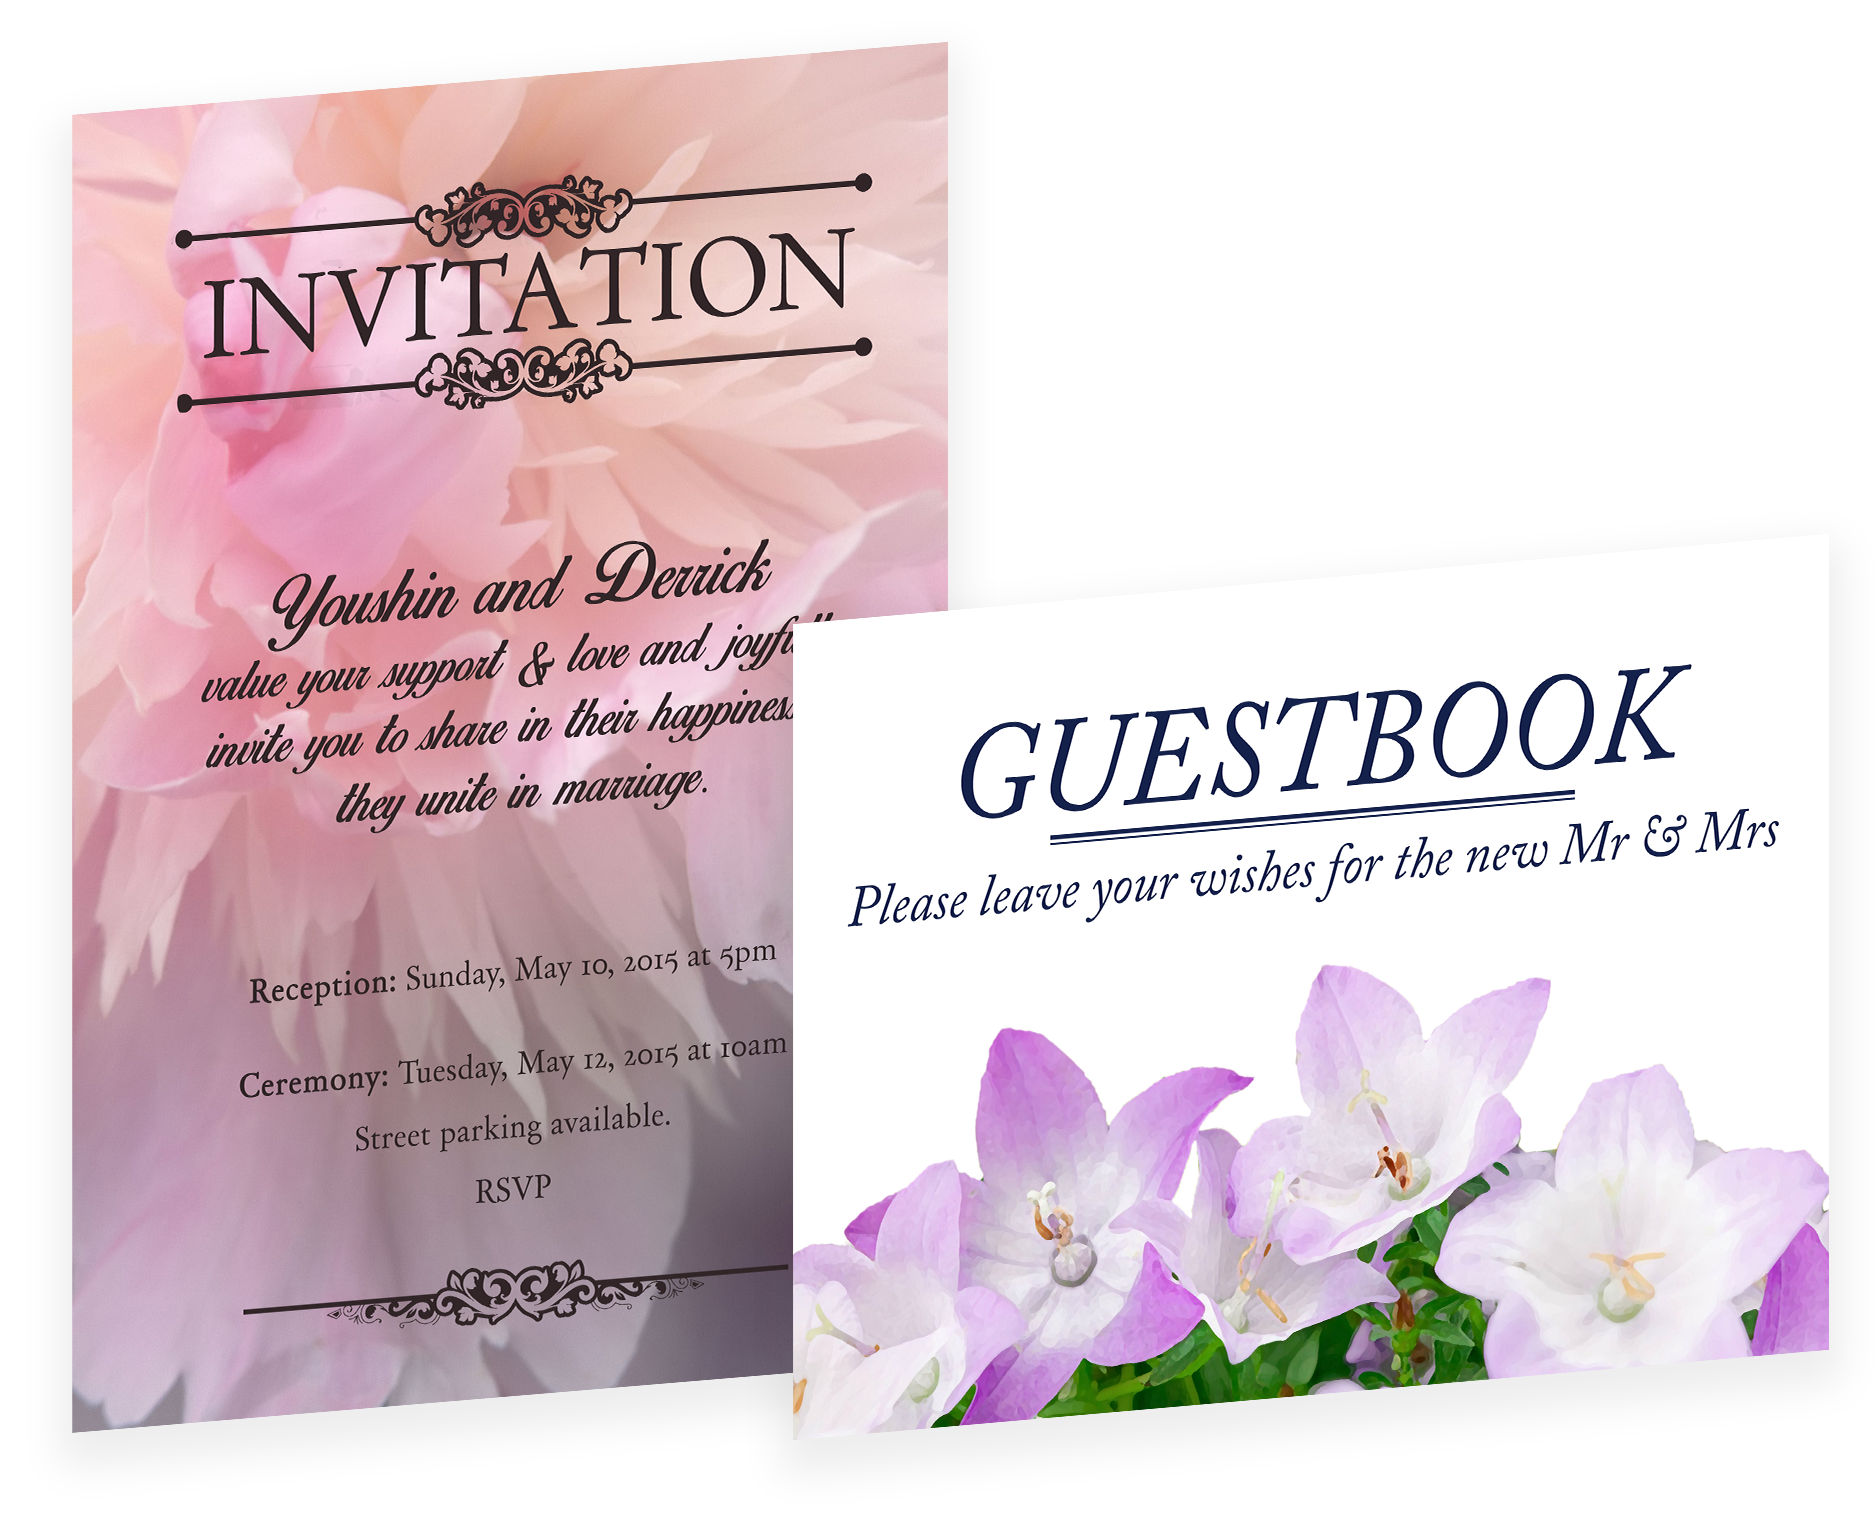 INVITATION
Youshin and Derrick
value your support & love and
invite you to share in their happiness
they unite in marriage.
Reception: Sunday, May 10, 2015 at 5pm
Ceremony: Tuesday, May 12, 2015 at 10am
Street parking available.
RSVP
GUESTBOOK
Please leave your wishes for the new Mr & Mrs